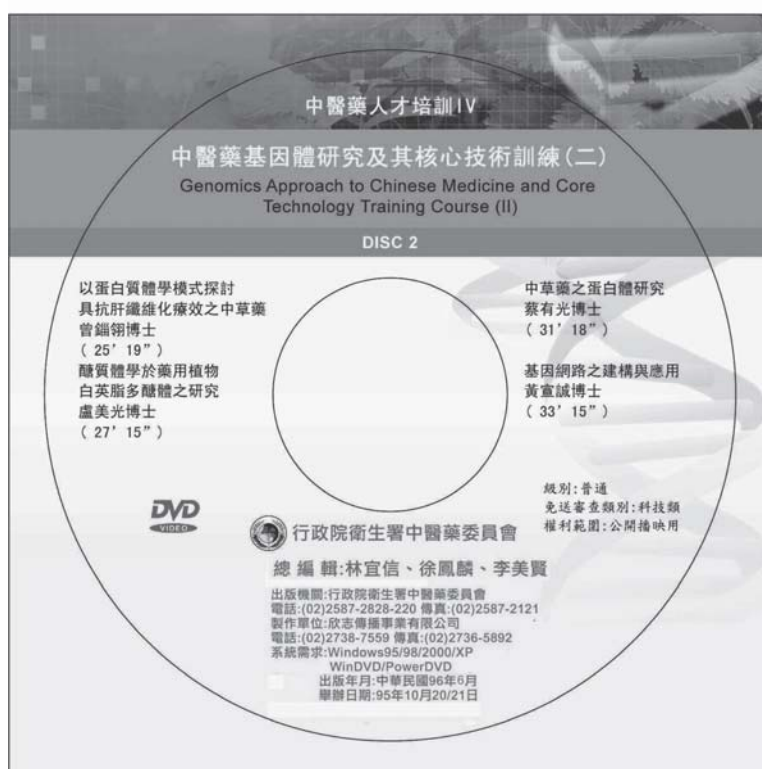 中醫藥人才培訓IV
中醫藥基因體研究及其核心技術訓練(二)
Genomics Approach to Chinese Medicine and Core
Technology Training Course (II)
DISC 2
以蛋白質體學模式探討
具抗肝纖維化療效之中草藥
曾鎦翎博士
( 25’ 19” )
醣質體學於藥用植物
白英脂多醣體之研究
盧美光博士
( 27’ 15” )
中草藥之蛋白體研究
蔡有光博士
( 31’ 18” )
基因網路之建構與應用
黃宣誠博士
( 33’ 15” )
DVD
VIDEO
級別:普通
免送審查類別:科技類
權利範圍:公開播映用
行政院衛生署中醫藥委員會
總 編 輯:林宜信、徐鳳麟、李美賢
出版機關:行政院衛生署中醫藥委員會
電話:(02)2587-2828-220 傳真:(02)2587-2121
製作單位:欣志傳播事業有限公司
電話:(02)2738-7559 傳真:(02)2736-5892
系統需求:Windows95/98/2000/XP
WinDVD/PowerDVD
出版年月:中華民國96年6月
舉辦日期:95年10月20/21日